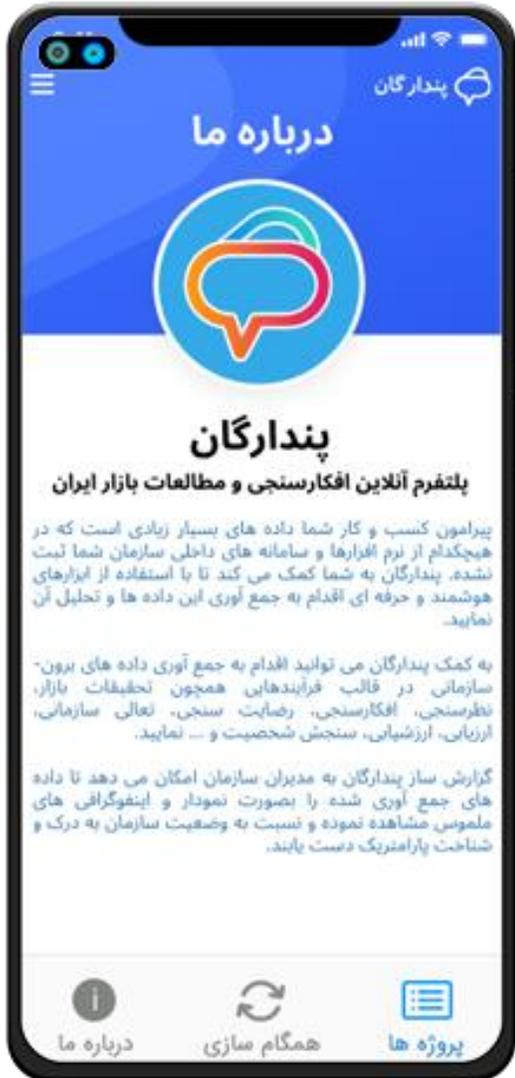 پندارگان
درباره ما
پندارگان
پلتفرم آنلاین افکارسنجی و مطالعات بازار ایران
پیرامون کسب و کار شما داده های بسیار زیادی است که در
هیچکدام از نرم افزارها و سامانه های داخلی سازمان شما ثبت
نشده. پندارگان به شما کمک می کند تا با استفاده از ابزارهای
هوشمند و حرفه ای اقدام به جمع آوری این داده ها و تحلیل آن
نمایید.
به کمک پندارگان می توانید اقدام به جمع آوری داده های برون-
سازمانی در قالب فرآیندهایی همچون تحقیقات بازار،
نظرسنجی، افکارسنجی، رضایت سنجی، تعالی سازمانی،
ارزیابی، ارزشیابی، سنجش شخصیت و ... نمایید.
گزارش ساز پندارگان به مدیران سازمان امکان می دهد تا داده
های جمع آوری شده را بصورت نمودار و اینفوگرافی های
ملموس مشاهده نموده و نسبت به وضعیت سازمان به درک و
شناخت پارامتریک دست یابند.
پروژه ها
همگام سازی
درباره ما